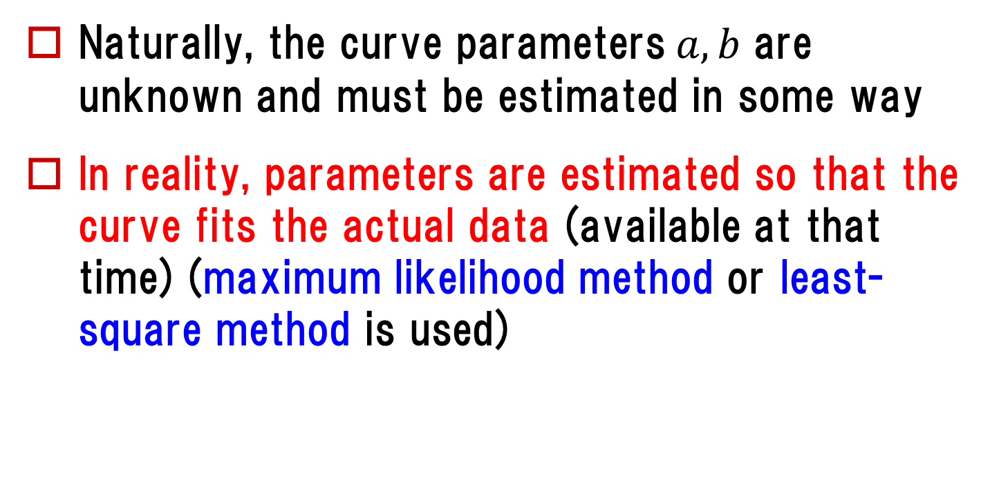 Naturally, the curve parameters a, b are
unknown and must be estimated in some way
In reality, parameters are estimated so that the
curve fits the actual data (available at that
time) (maximum likelihood method or least-
square method is used)